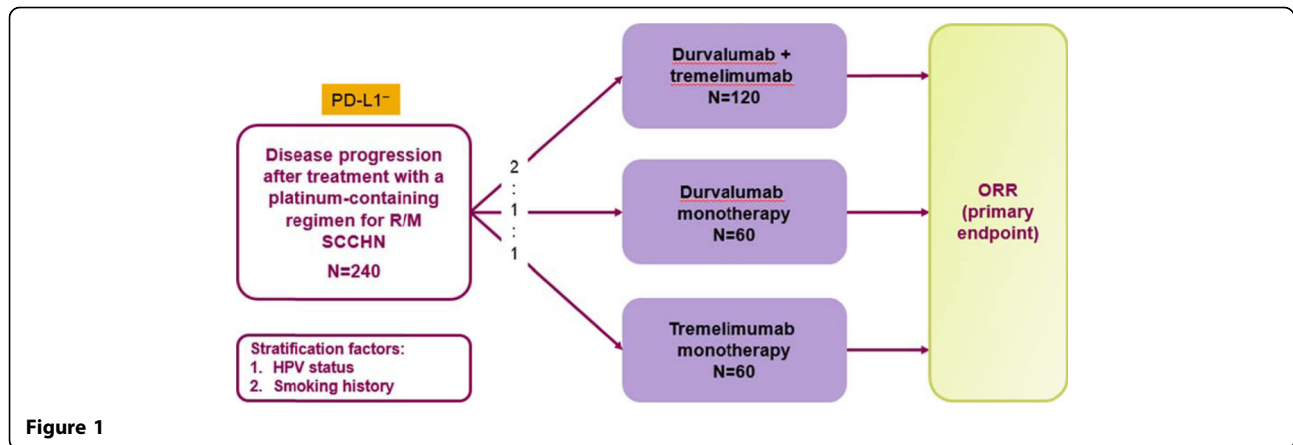 PD-L1⁻
Disease progression
after treatment with a
platinum-containing
regimen for R/M
SCCHN
N=240
Stratification factors:
1. HPV status
2. Smoking history
2
:
1
:
1
Durvalumab +
tremelimumab
N=120
Durvalumab
monotherapy
N=60
Tremelimumab
monotherapy
N=60
ORR
(primary
endpoint)
Figure 1